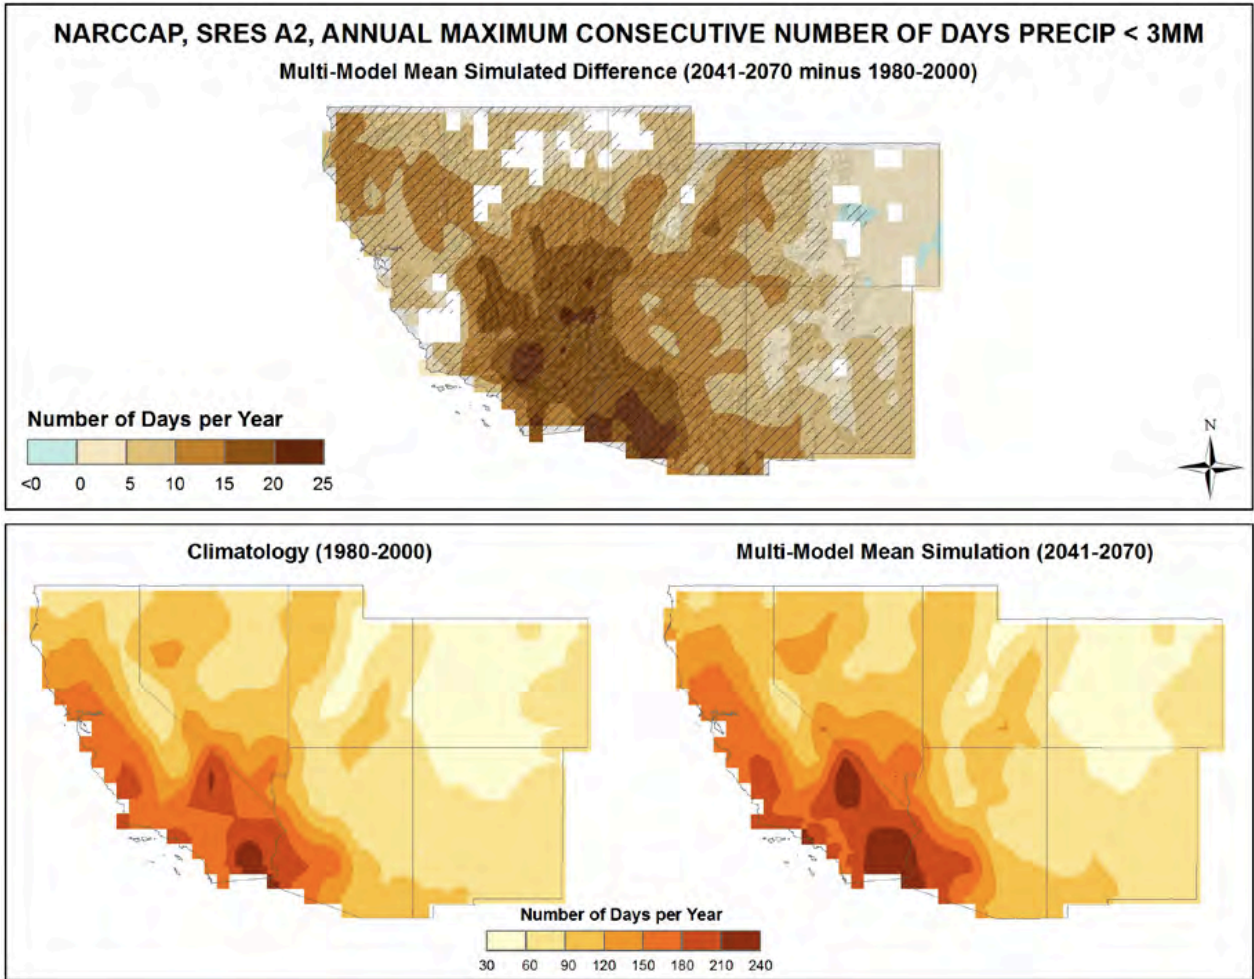 NARCCAP, SRES A2, ANNUAL MAXIMUM CONSECUTIVE NUMBER OF DAYS PRECIP < 3MM
Multi-Model Mean Simulated Difference (2041-2070 minus 1980-2000)
Number of Days per Year
<0 0 5 10 15 20 25
N
Climatology (1980-2000)
Multi-Model Mean Simulation (2041-2070)
Number of Days per Year
30 60 90 120 150 180 210 240